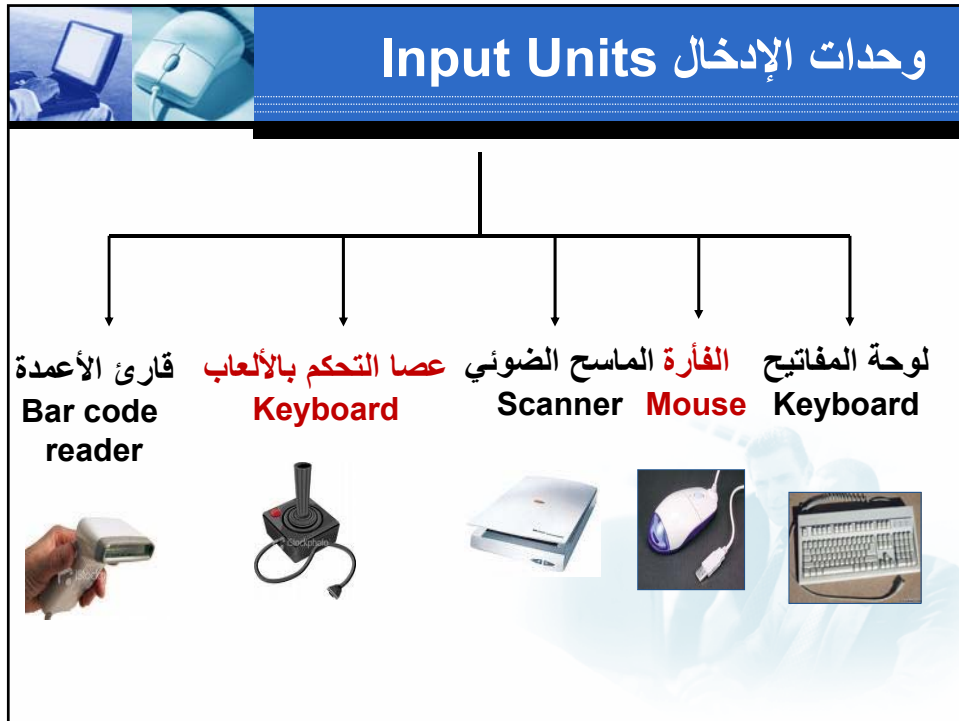 وحدات الإدخال Input Units
لوحة المفاتيح
Keyboard
الفأرة
Mouse
الماسح الضوئي
Scanner
عصا التحكم بالألعاب
Keyboard
قارئ الأعمدة
Bar code
reader
iStockphoto